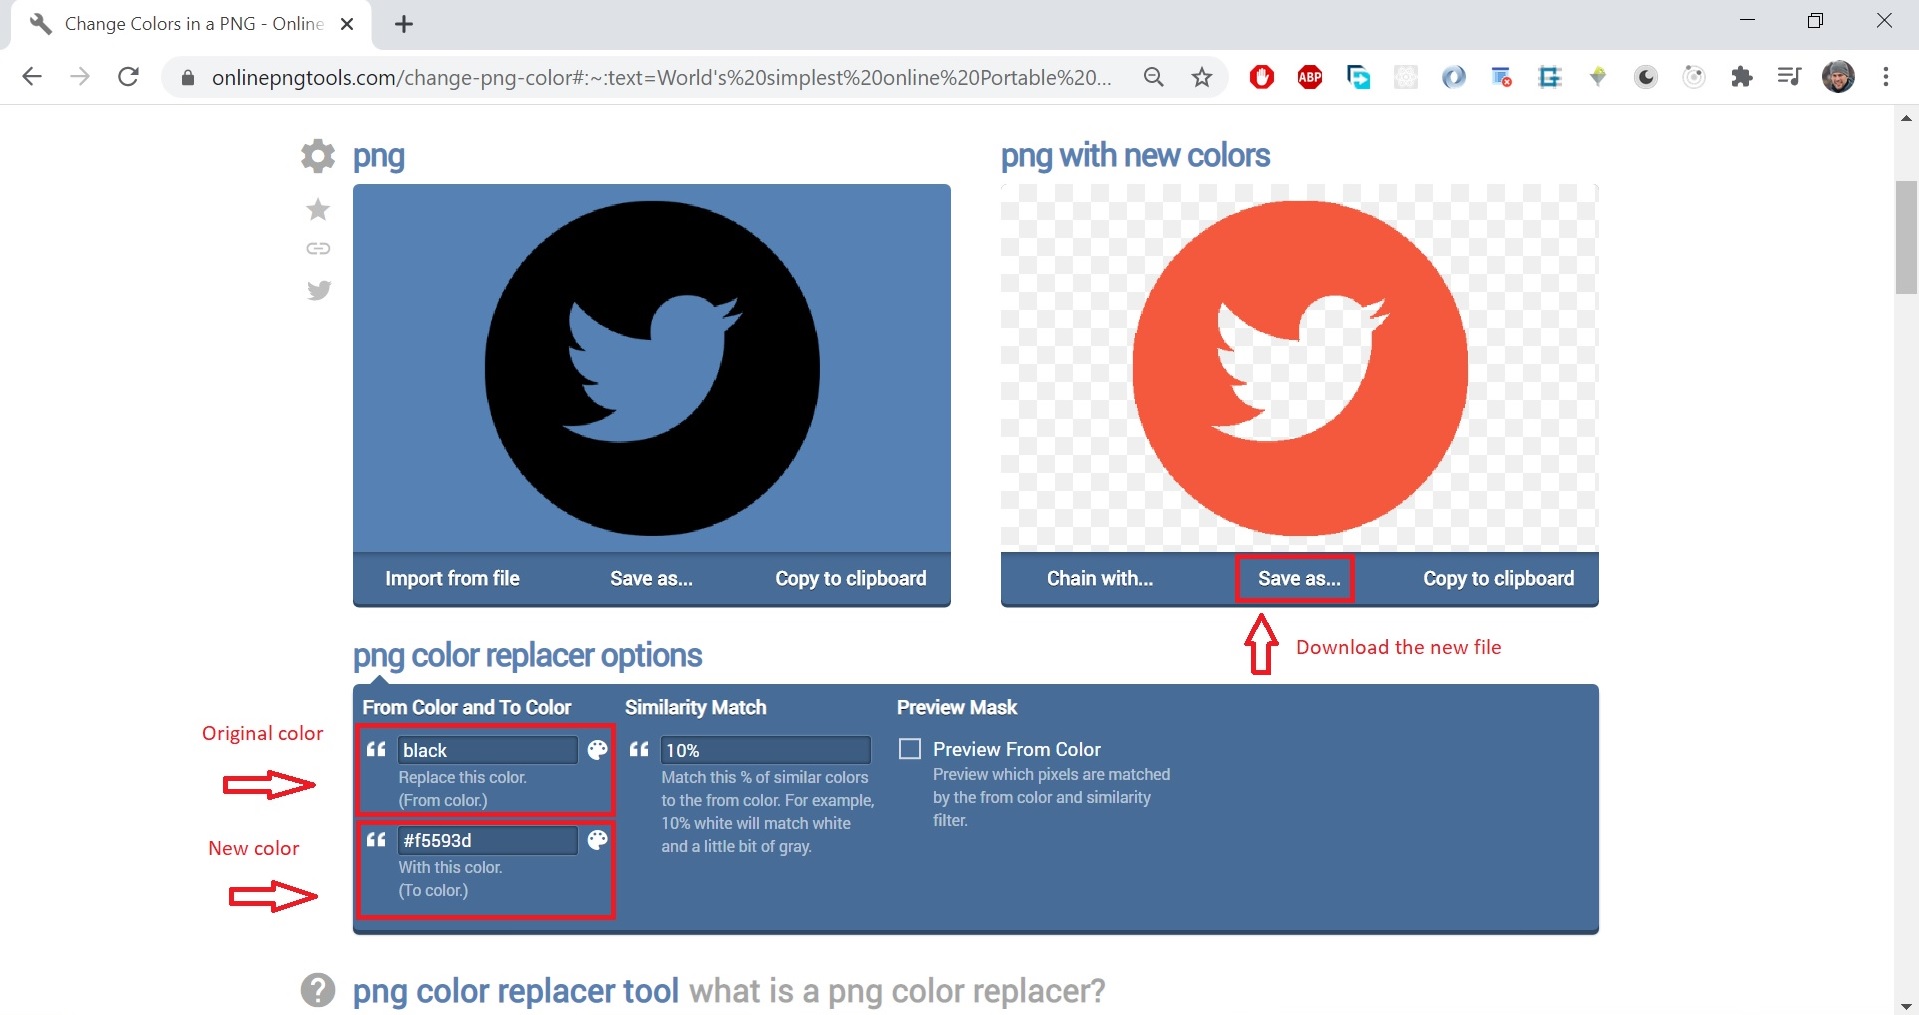 Change Colors in a PNG - Online
onlinepngtools.com/change-png-color#:~:text=World's%20simplest%20online%20Portable%20...
ABP
png
png with new colors
Import from file
Save as...
Copy to clipboard
Chain with...
Save as...
Copy to clipboard
Download the new file
png color replacer options
From Color and To Color
Similarity Match
Preview Mask
Original color
black
Replace this color.
(From color.)
10%
Match this % of similar colors
to the from color. For example,
10% white will match white
and a little bit of gray.
Preview From Color
Preview which pixels are matched
by the from color and similarity
filter.
New color
#f5593d
With this color.
(To color.)
png color replacer tool what is a png color replacer?